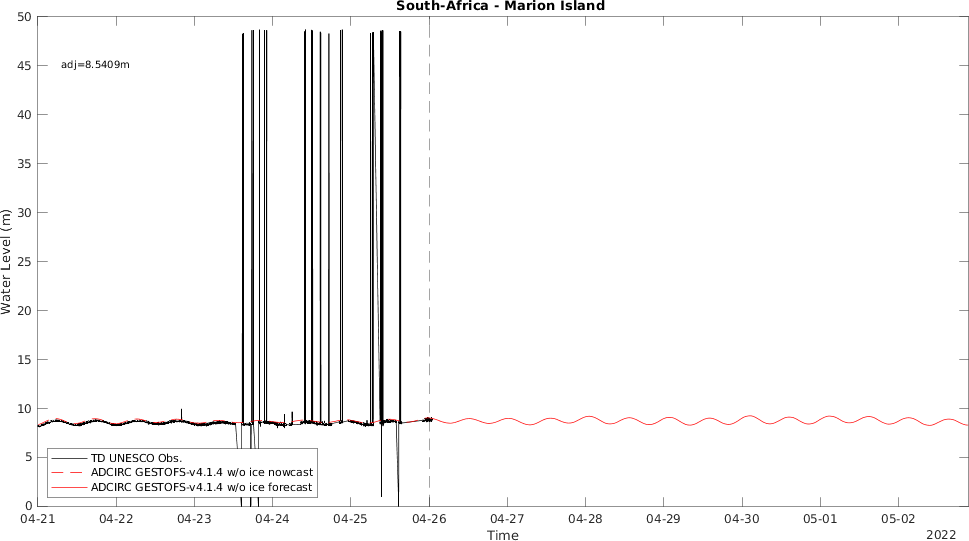 South-Africa - Marion Island
50
45
40
35
30
25
20
15
10
5
0
Water Level (m)
adj=8.5409m
TD UNESCO Obs.
ADCIRC GESTOFS-v4.1.4 w/o ice nowcast
ADCIRC GESTOFS-v4.1.4 w/o ice forecast
04-21 04-22 04-23 04-24 04-25 04-26 04-27 04-28 04-29 04-30 05-01 05-02
Time
2022